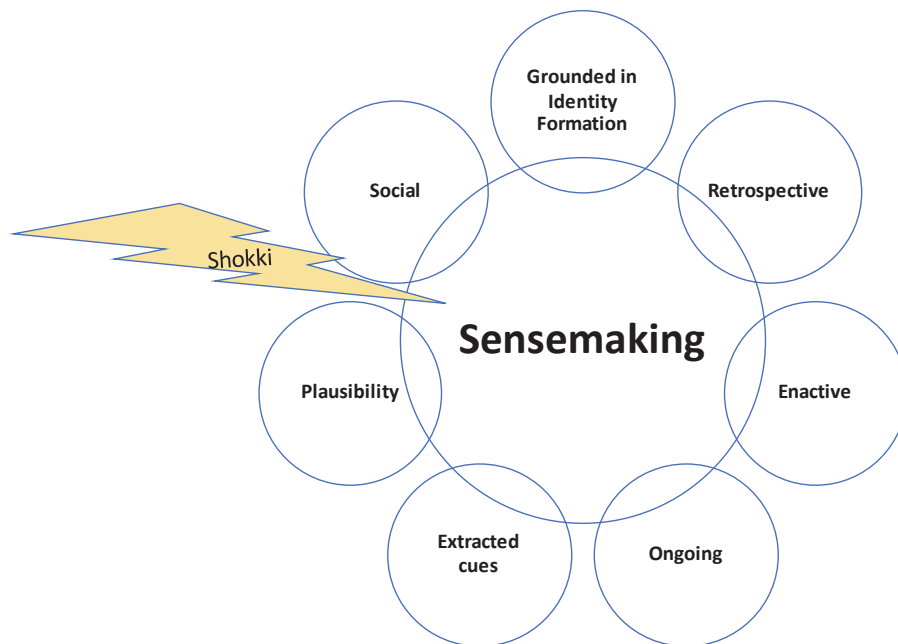 Grounded in
Identity
Formation
Social
Retrospective
Shokki
Sensemaking
Plausibility
Enactive
Extracted
cues
Ongoing